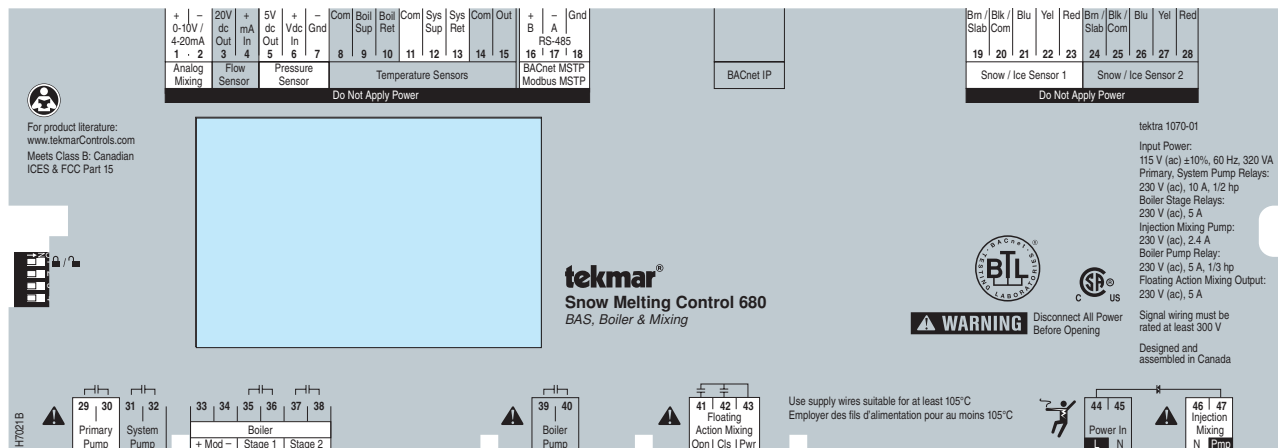 + – 20V + 5V + – Com Boil Boil Com Sys Sys Com Out + – Gnd
0-10V / dc mA dc Vdc Gnd Sup Ret Sup Ret B A
4-20mA Out In Out In RS-485
1 · 2 3 4 5 6 7 8 9 10 11 12 13 14 15 16 17 18
Analog Flow Pressure Temperature Sensors BACnet MSTP
Mixing Sensor Sensor Modbus MSTP
Do Not Apply Power
BACnet IP
Brn / Blk / Blu Yel Red Brn / Blk / Blu Yel Red
Slab Com Slab Com
19 20 21 22 23 24 25 26 27 28
Snow / Ice Sensor 1 Snow / Ice Sensor 2
Do Not Apply Power
For product literature:
www.tekmarControls.com
Meets Class B: Canadian
ICES & FCC Part 15
tektra 1070-01
Input Power:
115 V (ac) ±10%, 60 Hz, 320 VA
Primary, System Pump Relays:
230 V (ac), 10 A, 1/2 hp
Boiler Stage Relays:
230 V (ac), 5 A
Injection Mixing Pump:
230 V (ac), 2.4 A
Boiler Pump Relay:
230 V (ac), 5 A, 1/3 hp
Floating Action Mixing Output:
230 V (ac), 5 A
Signal wiring must be
rated at least 300 V
Designed and
assembled in Canada
tekmar®
Snow Melting Control 680
BAS, Boiler & Mixing
BACnet®
BTL
TESTING LABORATORIES
SA®
C US
WARNING
Disconnect All Power
Before Opening
H7021B
29 30 31 32
Primary System
Pump Pump
33 34 35 36 37 38
Boiler
+ Mod – Stage 1 Stage 2
39 40
Boiler
Pump
41 42 43
Floating
Action Mixing
Opn Cls Pwr
Use supply wires suitable for at least 105°C
Employer des fils d'alimentation pour au moins 105°C
44 45
Power In
L N
46 47
Injection
Mixing
N Pmp